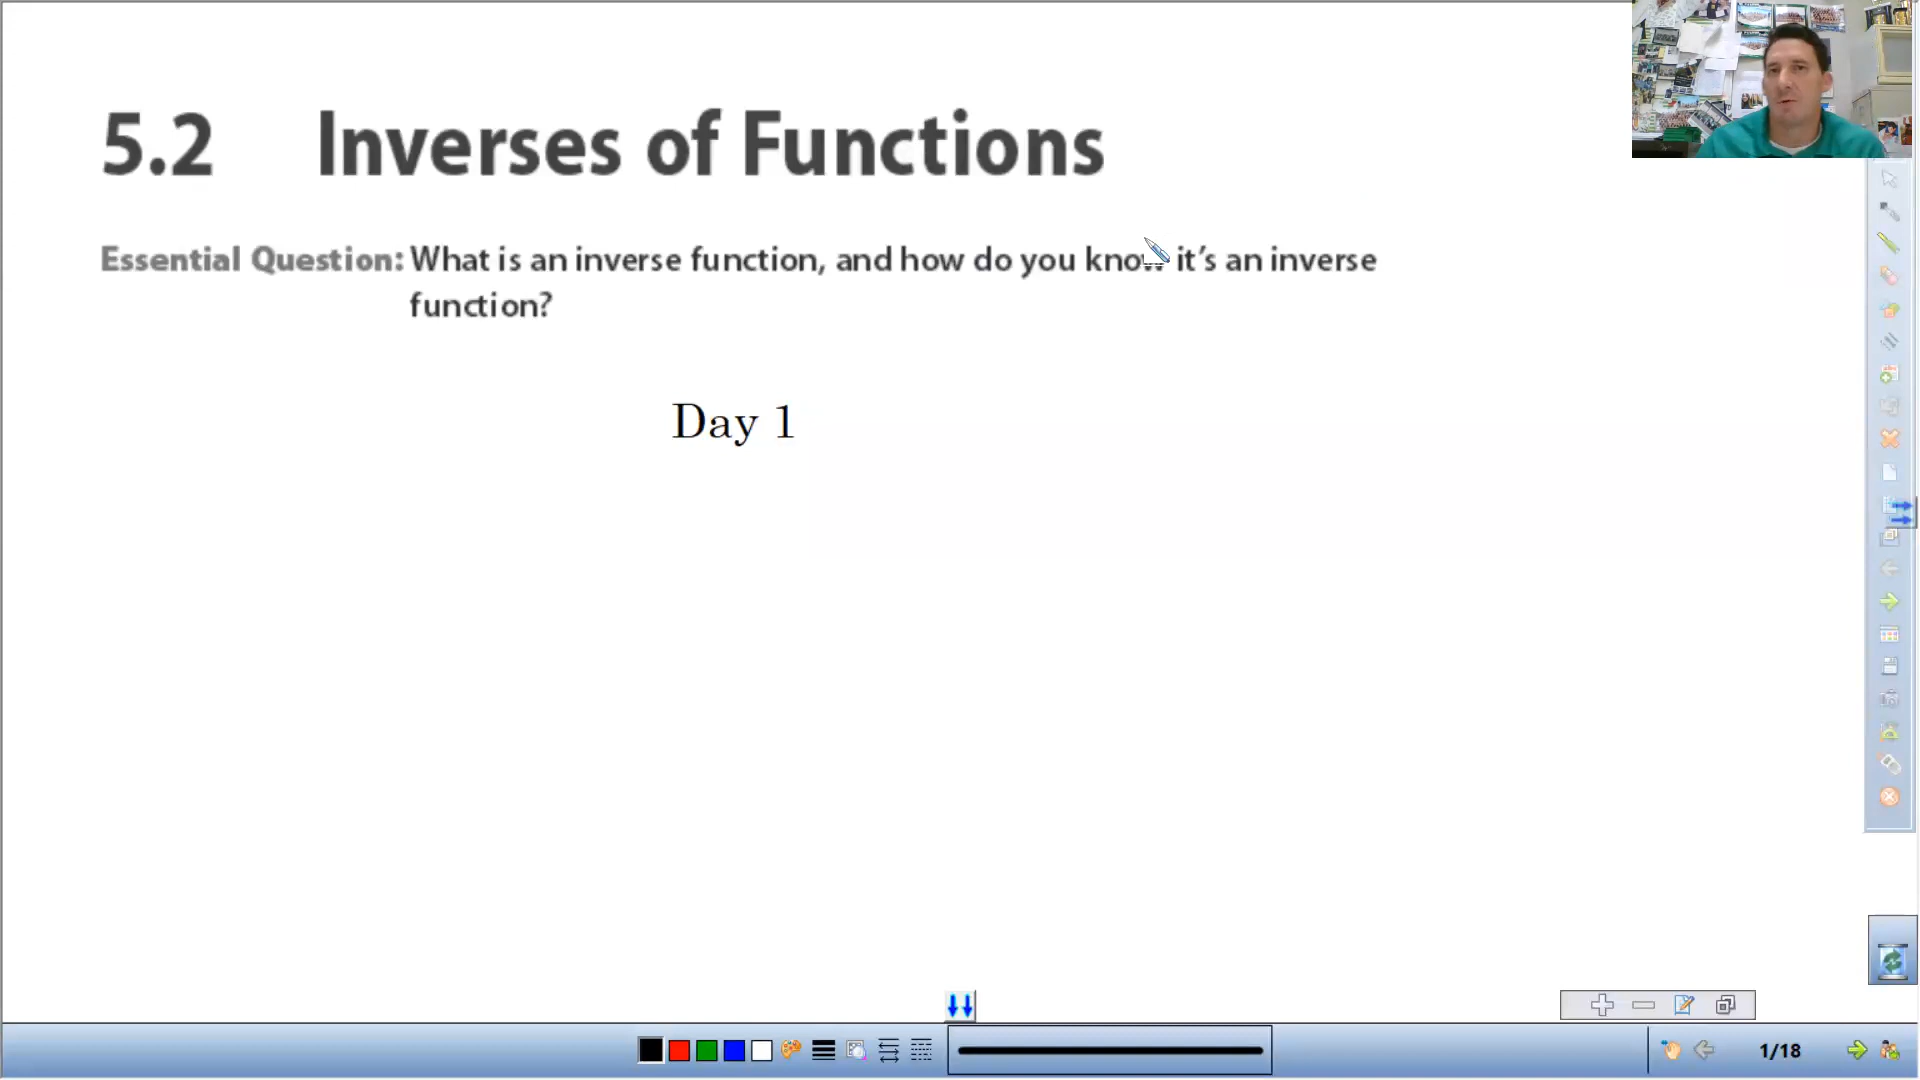 5.2 Inverses of Functions
Essential Question: What is an inverse function, and how do you know it's an inverse
function?
Day 1
1/18